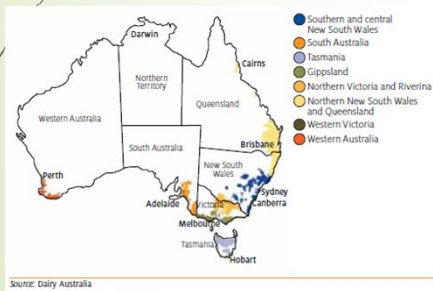 Darwin
Cairns
Northern
Territory
Queensland
Western Australia
South Australia
Brisbane
New South
Wales
Perth
Sydney
Adelaide
Victoria
Canberra
Melbourne
Tasmania
Hobart
Southern and central
New South Wales
South Australia
Tasmania
Gippsland
Northern Victoria and Riverina
Northern New South Wales
and Queensland
Western Victoria
Western Australia
Source: Dairy Australia